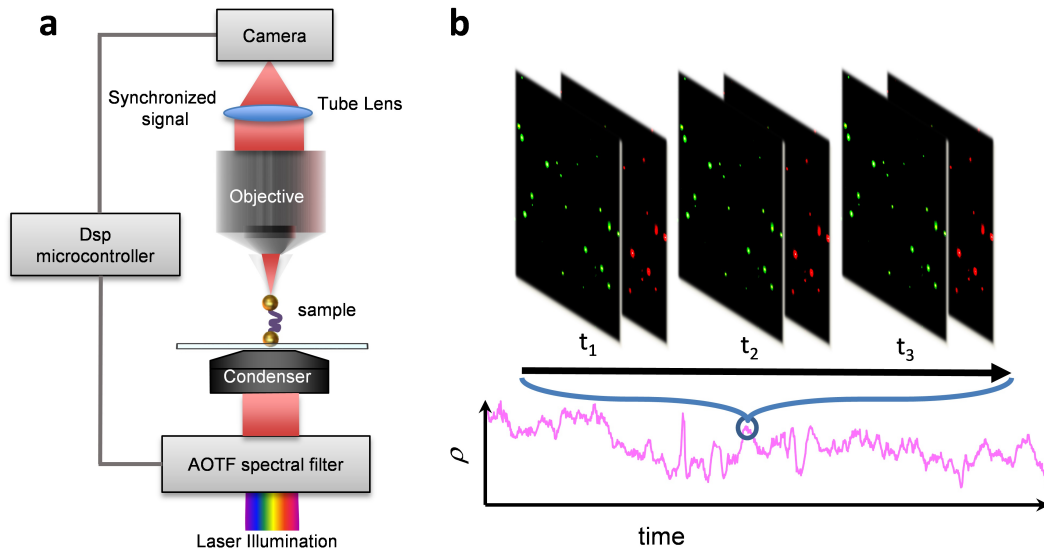 a
Camera
Synchronized
signal
Tube Lens
Objective
Dsp
microcontroller
sample
Condenser
AOTF spectral filter
Laser Illumination
b
t1
t2
t3
ρ
time